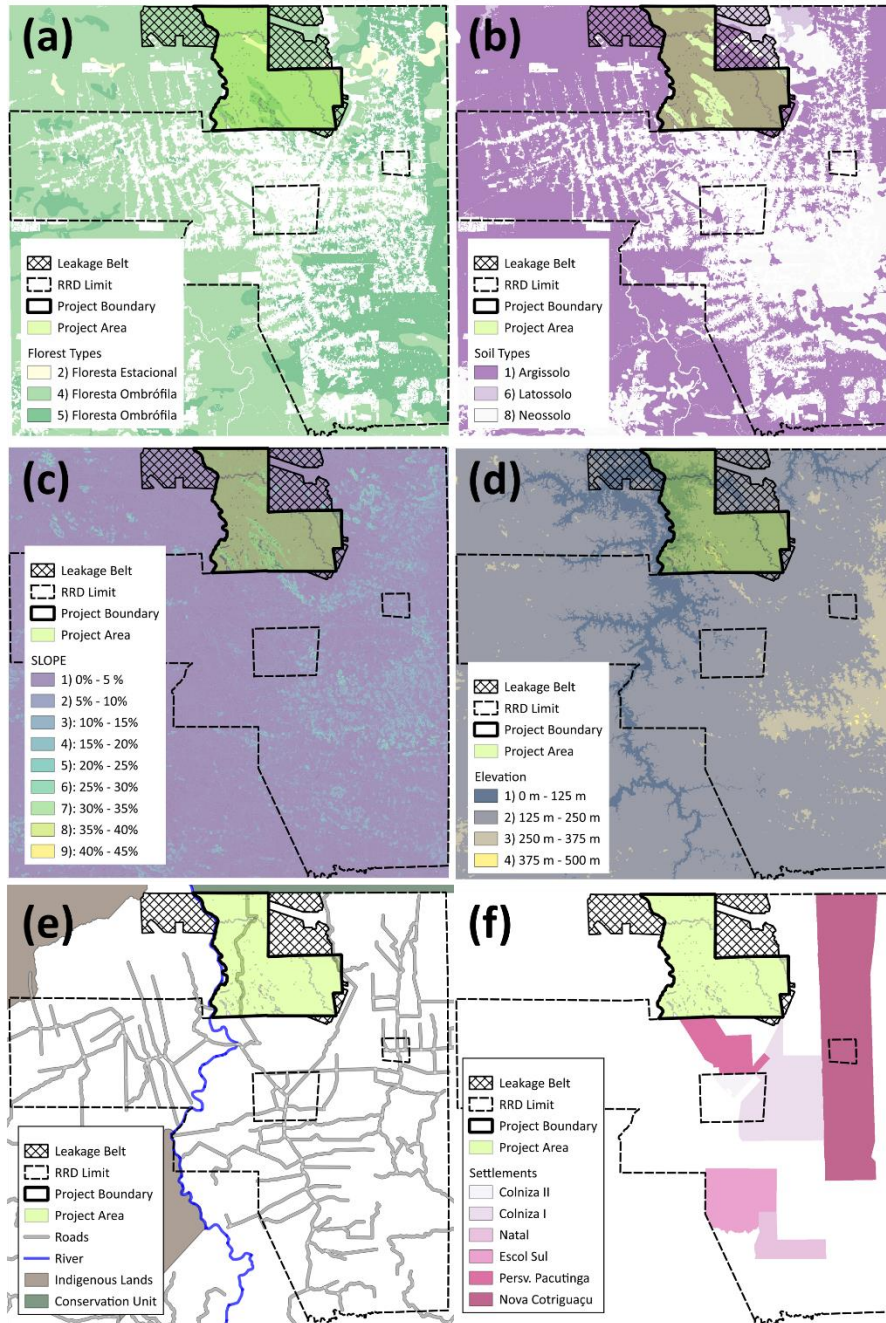 (a)
Leakage Belt
RRD Limit
Project Boundary
Project Area
Florest Types
2) Floresta Estacional
4) Floresta Ombrófila
5) Floresta Ombrófila
(b)
Leakage Belt
RRD Limit
Project Boundary
Project Area
Soil Types
1) Argissolo
6) Latossolo
8) Neossolo
(c)
Leakage Belt
RRD Limit
Project Boundary
Project Area
SLOPE
1) 0% - 5 %
2) 5% - 10%
3): 10% - 15%
4): 15% - 20%
5): 20% - 25%
6): 25% - 30%
7): 30% - 35%
8): 35% - 40%
9): 40% - 45%
(d)
Leakage Belt
RRD Limit
Project Boundary
Project Area
Elevation
1) 0 m - 125 m
2) 125 m - 250 m
3) 250 m - 375 m
4) 375 m - 500 m
(e)
Leakage Belt
RRD Limit
Project Boundary
Project Area
Roads
River
Indigenous Lands
Conservation Unit
(f)
Leakage Belt
RRD Limit
Project Boundary
Project Area
Settlements
Colniza II
Colniza I
Natal
Escol Sul
Persv. Pacutinga
Nova Cotriguaçu